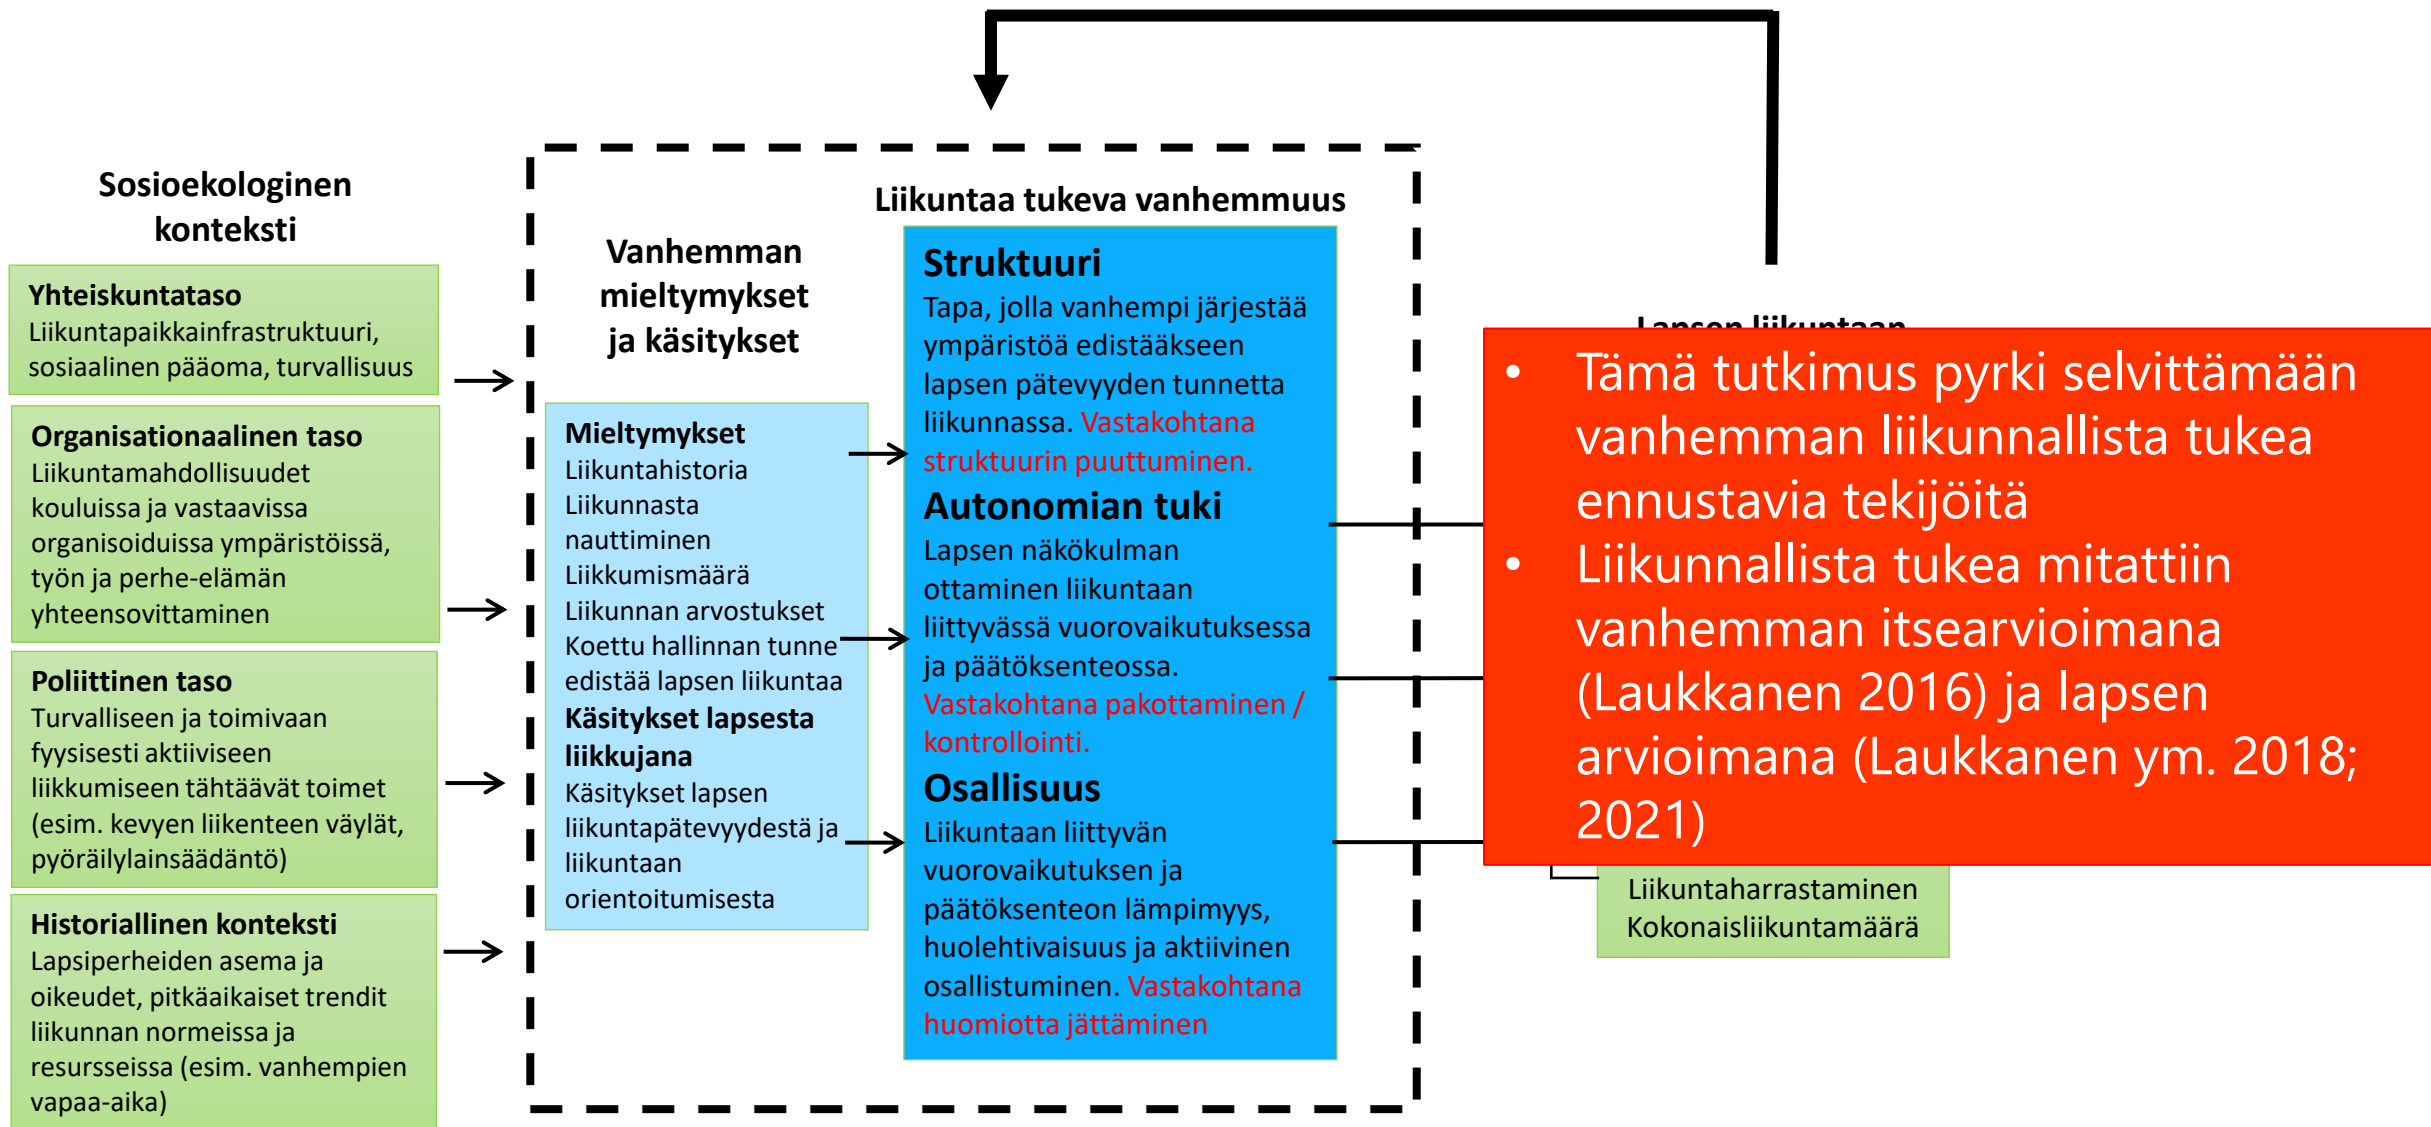 Sosioekologinen
konteksti
Yhteiskuntataso
Liikuntapaikkainfrastruktuuri,
sosiaalinen pääoma, turvallisuus
Organisationaalinen taso
Liikuntamahdollisuudet
kouluissa ja vastaavissa
organisoiduissa ympäristöissä,
työn ja perhe-elämän
yhteensovittaminen
Poliittinen taso
Turvalliseen ja toimivaan
fyysisesti aktiiviseen
liikkumiseen tähtäävät toimet
(esim. kevyen liikenteen väylät,
pyöräilylainsäädäntö)
Historiallinen konteksti
Lapsiperheiden asema ja
oikeudet, pitkäaikaiset trendit
liikunnan normeissa ja
resursseissa (esim. vanhempien
vapaa-aika)
Vanhemman
mieltymykset
ja käsitykset
Mieltymykset
Liikuntahistoria
Liikunnasta
nauttiminen
Liikkumismäärä
Liikunnan arvostukset
Koettu hallinnan tunne
edistää lapsen liikuntaa
Käsitykset lapsesta
liikkujana
Käsitykset lapsen
liikuntapätevyydestä ja
liikuntaan
orientoitumisesta
Liikuntaa tukeva vanhemmuus
Struktuuri
Tapa, jolla vanhempi järjestää
ympäristöä edistääkseen
lapsen pätevyyden tunnetta
liikunnassa. Vastakohtana
struktuurin puuttuminen.
Autonomian tuki
Lapsen näkökulman
ottaminen liikuntaan
liittyvässä vuorovaikutuksessa
ja päätöksenteossa.
Vastakohtana pakottaminen /
kontrollointi.
Osallisuus
Liikuntaan liittyvän
vuorovaikutuksen ja
päätöksenteon lämpimyys,
huolehtivaisuus ja aktiivinen
osallistuminen. Vastakohtana
huomiotta jättäminen
Lapsen liikuntaan
• Tämä tutkimus pyrki selvittämään
vanhemman liikunnallista tukea
ennustavia tekijöitä
• Liikunnallista tukea mitattiin
vanhemman itsearvioimana
(Laukkanen 2016) ja lapsen
arvioimana (Laukkanen ym. 2018;
2021)
Liikuntaharrastaminen
Kokonaisliikuntamäärä